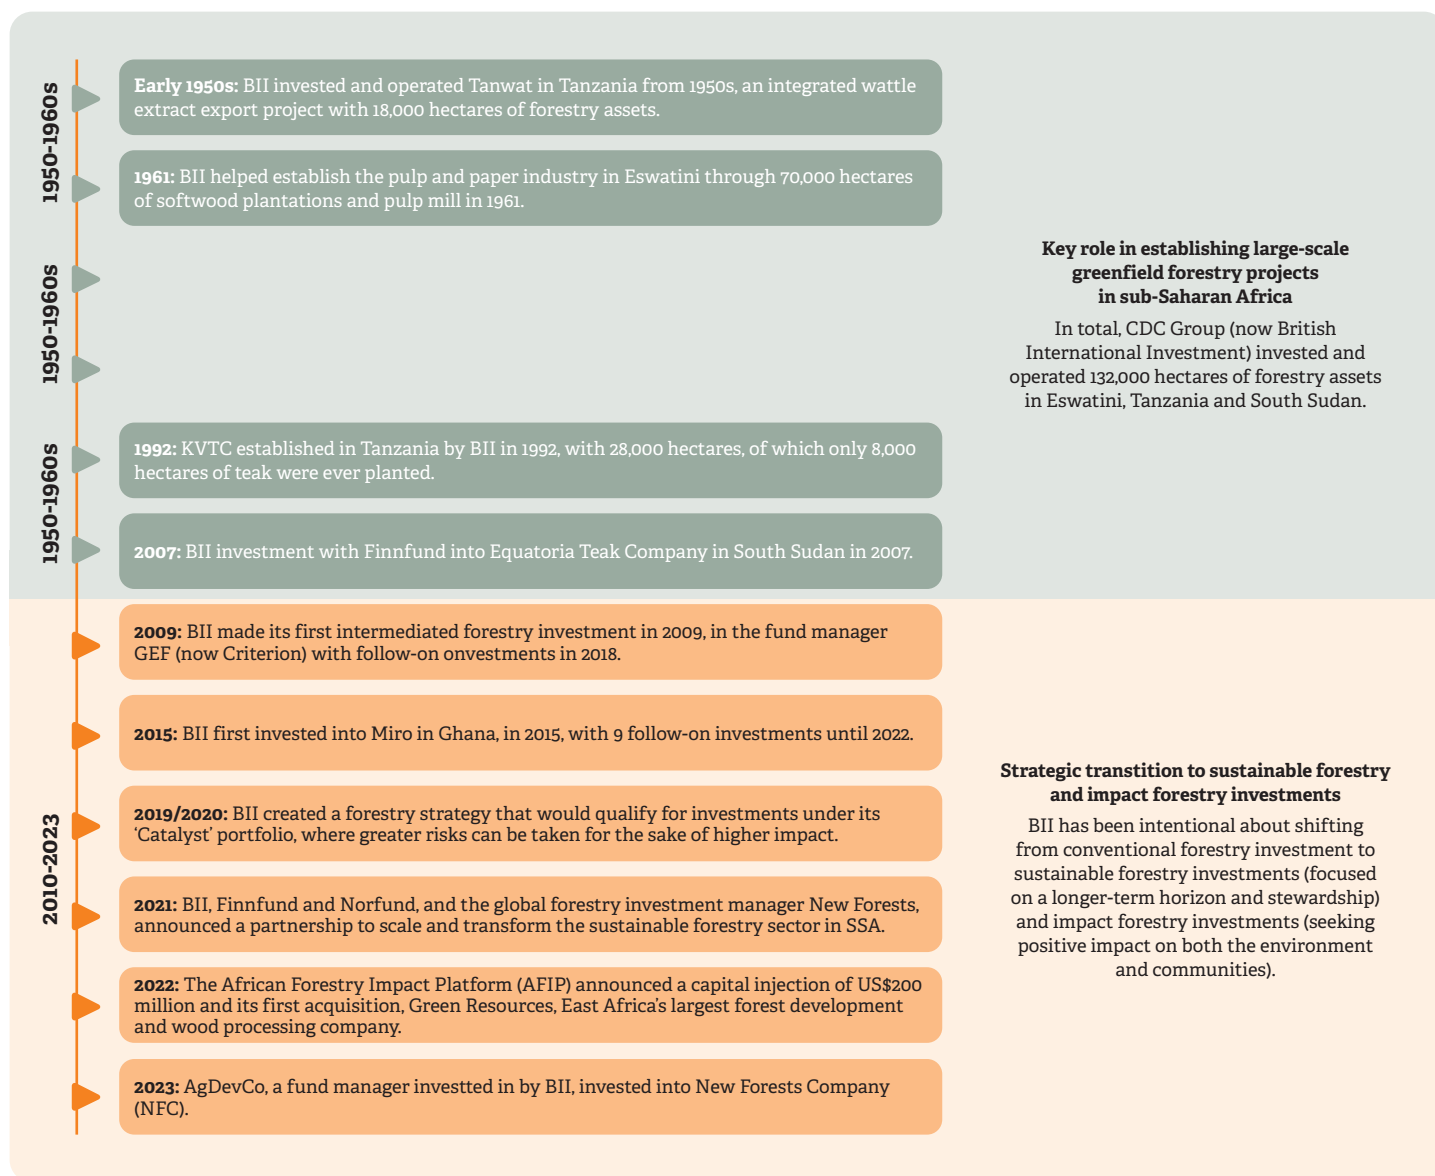 1950-1960s
Early 1950s: BII invested and operated Tanwat in Tanzania from 1950s, an integrated wattle
extract export project with 18,000 hectares of forestry assets.
1961: BII helped establish the pulp and paper industry in Eswatini through 70,000 hectares
of softwood plantations and pulp mill in 1961.
1950-1960s
1950-1960s
1992: KVTC established in Tanzania by BII in 1992, with 28,000 hectares, of which only 8,000
hectares of teak were ever planted.
2007: BII investment with Finnfund into Equatoria Teak Company in South Sudan in 2007.
Key role in establishing large-scale
greenfield forestry projects
in sub-Saharan Africa
In total, CDC Group (now British
International Investment) invested and
operated 132,000 hectares of forestry assets
in Eswatini, Tanzania and South Sudan.
2010-2023
2009: BII made its first intermediated forestry investment in 2009, in the fund manager
GEF (now Criterion) with follow-on onvestments in 2018.
2015: BII first invested into Miro in Ghana, in 2015, with 9 follow-on investments until 2022.
2019/2020: BII created a forestry strategy that would qualify for investments under its
‘Catalyst’ portfolio, where greater risks can be taken for the sake of higher impact.
2021: BII, Finnfund and Norfund, and the global forestry investment manager New Forests,
announced a partnership to scale and transform the sustainable forestry sector in SSA.
2022: The African Forestry Impact Platform (AFIP) announced a capital injection of US$200
million and its first acquisition, Green Resources, East Africa’s largest forest development
and wood processing company.
2023: AgDevCo, a fund manager investted in by BII, invested into New Forests Company
(NFC).
Strategic transtition to sustainable forestry
and impact forestry investments
BII has been intentional about shifting
from conventional forestry investment to
sustainable forestry investments (focused
on a longer-term horizon and stewardship)
and impact forestry investments (seeking
positive impact on both the environment
and communities).